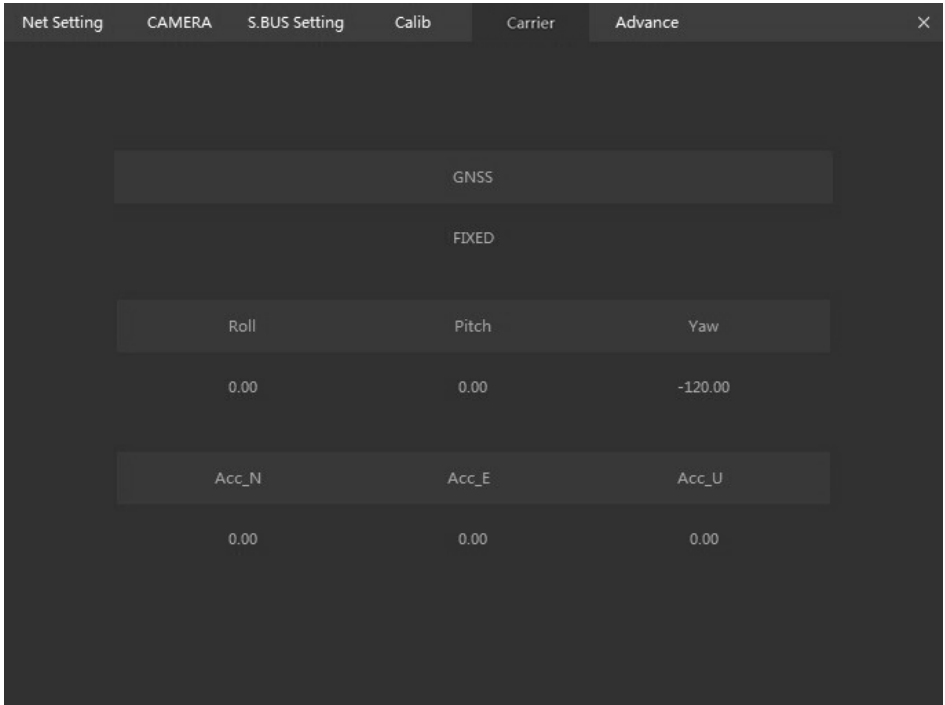 Net Setting CAMERA S.BUS Setting Calib Carrier Advance ×
GNSS
FIXED
Roll Pitch Yaw
0.00 0.00 -120.00
Acc_N Acc_E Acc_U
0.00 0.00 0.00